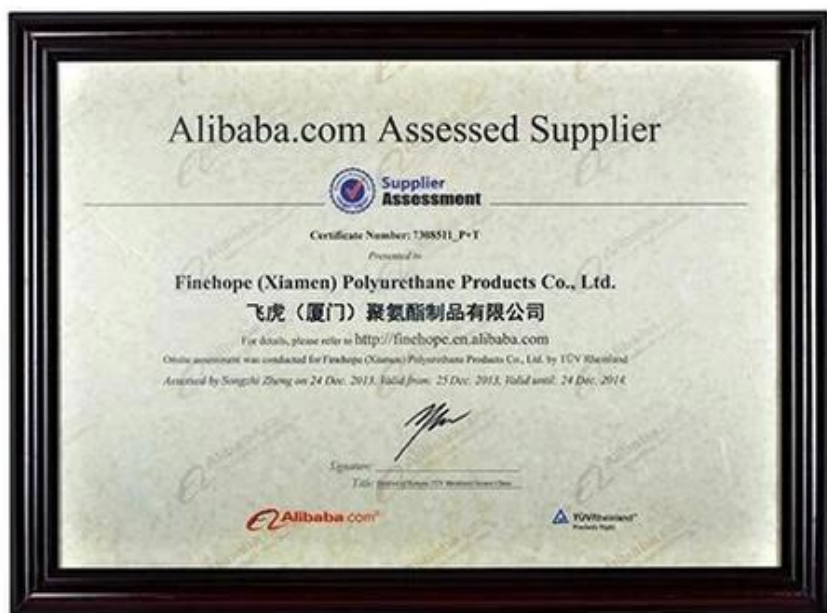 Alibaba.com Assessed Supplier
Supplier
Assessment
Certificate Number: 7308511_P+T
Presented to
Finehope (Xiamen) Polyurethane Products Co., Ltd.
飞虎（厦门）聚氨酯制品有限公司
For details, please refer to http://finehope.en.alibaba.com
Onsite assessment was conducted for Finehope (Xiamen) Polyurethane Products Co., Ltd. by TÜV Rheinland
Assessed by Songzhi Zheng on 24 Dec. 2013, Valid from: 25 Dec. 2013, Valid until: 24 Dec. 2014
Signature:
Title:
Alibaba.com®
TÜVRheinland®
Precisely Right.